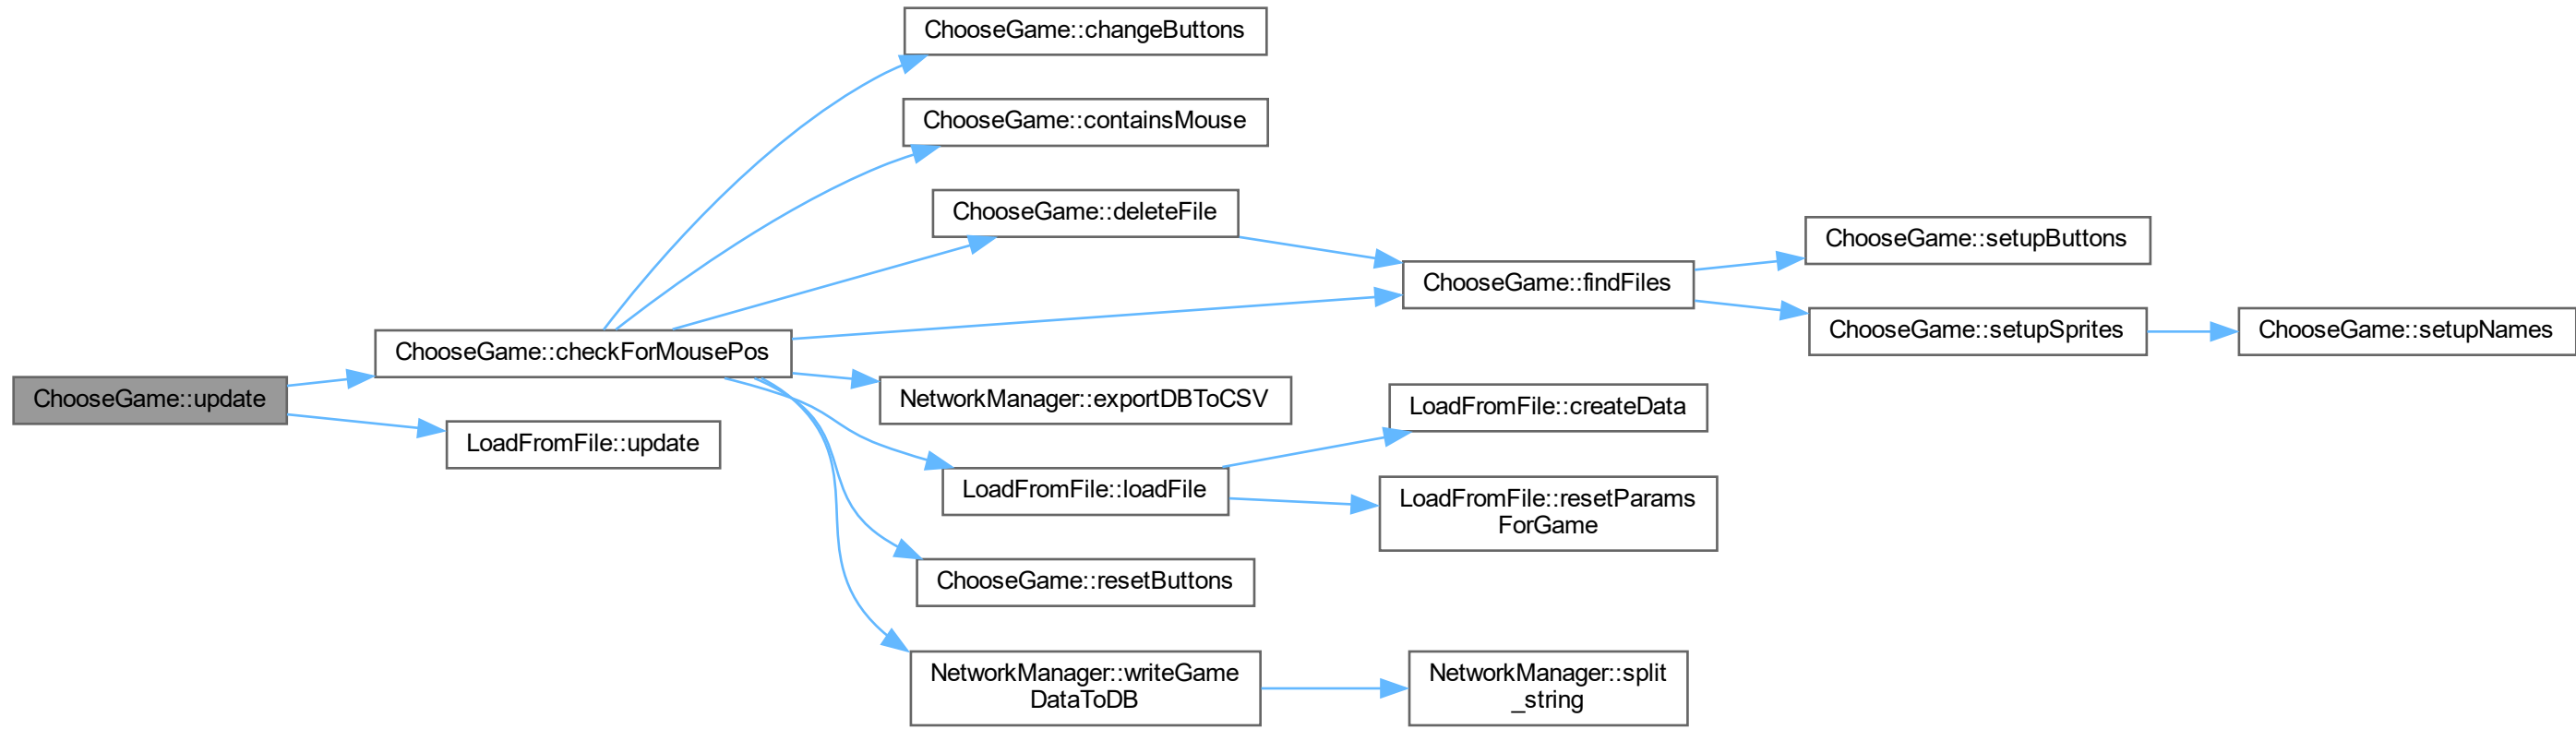 ChooseGame::changeButtons
ChooseGame::containsMouse
ChooseGame::deleteFile
ChooseGame::setupButtons
ChooseGame::findFiles
ChooseGame::setupSprites
ChooseGame::setupNames
ChooseGame::checkForMousePos
ChooseGame::update
NetworkManager::exportDBToCSV
LoadFromFile::createData
LoadFromFile::update
LoadFromFile::loadFile
LoadFromFile::resetParams
ForGame
ChooseGame::resetButtons
NetworkManager::writeGame
DataToDB
NetworkManager::split
_string